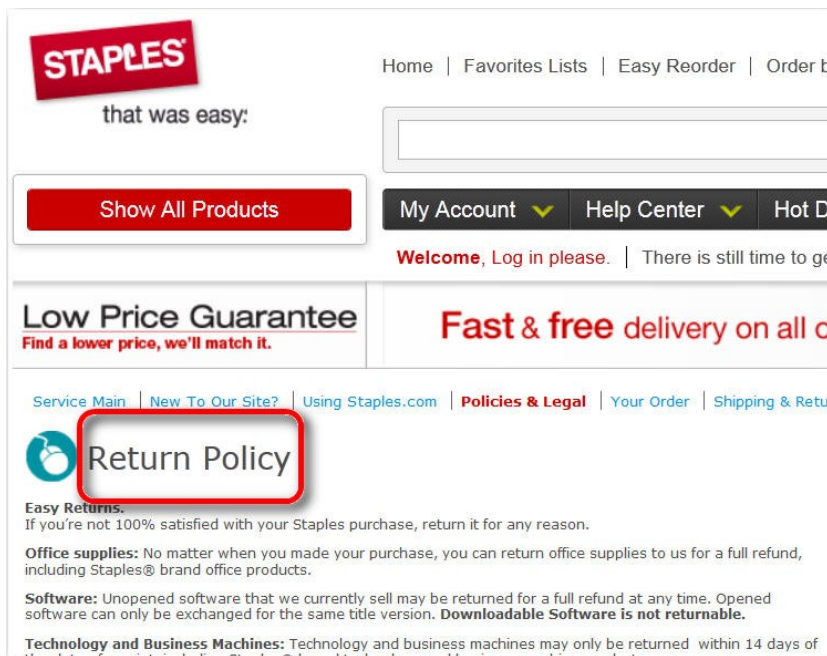 STAPLES
that was easy:
Home | Favorites Lists | Easy Reorder | Order
Show All Products
My Account Help Center Hot
Welcome, Log in please. | There is still time to
Low Price Guarantee
Find a lower price, we'll match it.
Fast & free delivery on all
Service Main | New To Our Site? | Using Staples.com | Policies & Legal | Your Order | Shipping &
Return Policy
Easy Returns.
If you're not 100% satisfied with your Staples purchase, return it for any reason.
Office supplies: No matter when you made your purchase, you can return office supplies to us for a full refund,
including Staples® brand office products.
Software: Unopened software that we currently sell may be returned for a full refund at any time. Opened
software can only be exchanged for the same title version. Downloadable Software is not returnable.
Technology and Business Machines: Technology and business machines may only be returned within 14 days of